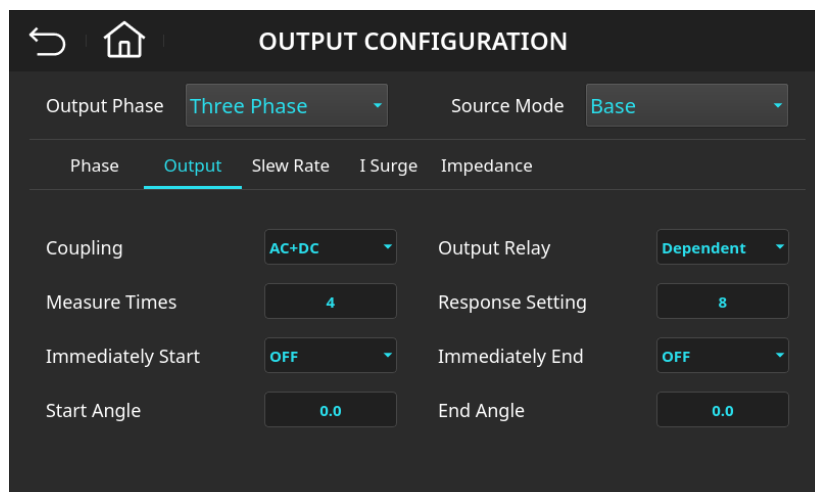 OUTPUT CONFIGURATION
Output Phase Three Phase Source Mode Base
Phase Output Slew Rate I Surge Impedance
Coupling AC+DC Output Relay Dependent
Measure Times 4 Response Setting 8
Immediately Start OFF Immediately End OFF
Start Angle 0.0 End Angle 0.0